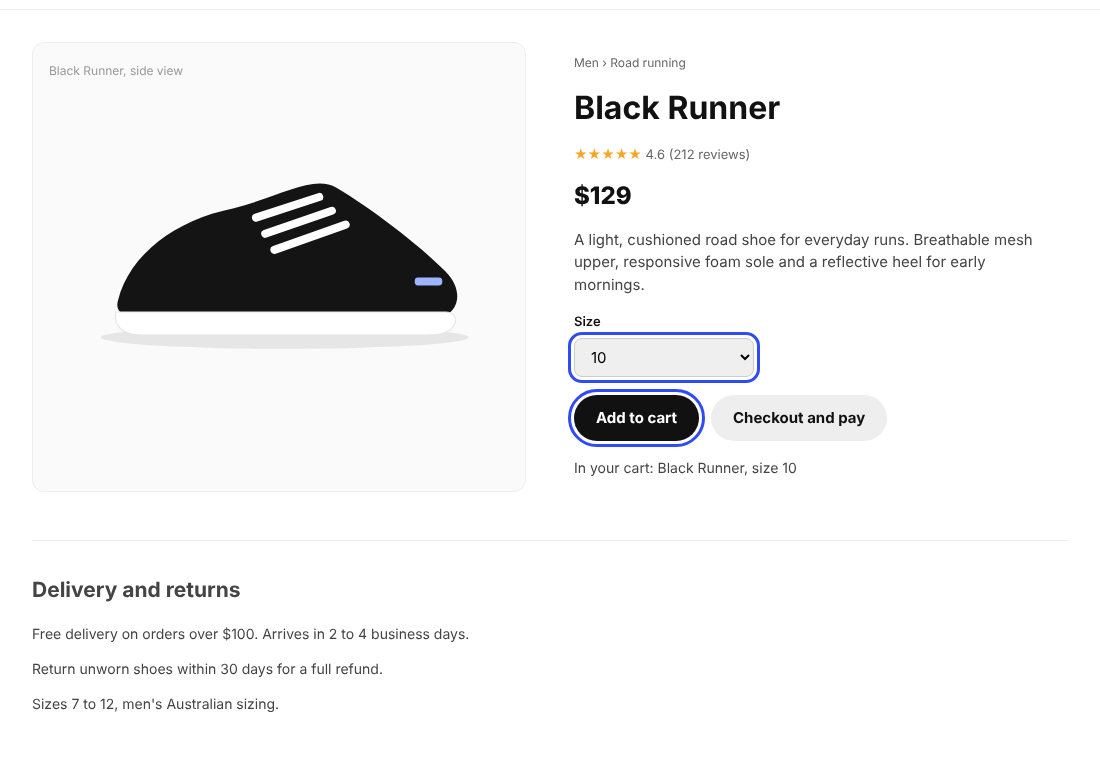 Black Runner, side view
Men › Road running
Black Runner
★★★★★ 4.6 (212 reviews)
$129
A light, cushioned road shoe for everyday runs. Breathable mesh
upper, responsive foam sole and a reflective heel for early
mornings.
Size
10
Add to cart
Checkout and pay
In your cart: Black Runner, size 10
Delivery and returns
Free delivery on orders over $100. Arrives in 2 to 4 business days.
Return unworn shoes within 30 days for a full refund.
Sizes 7 to 12, men's Australian sizing.